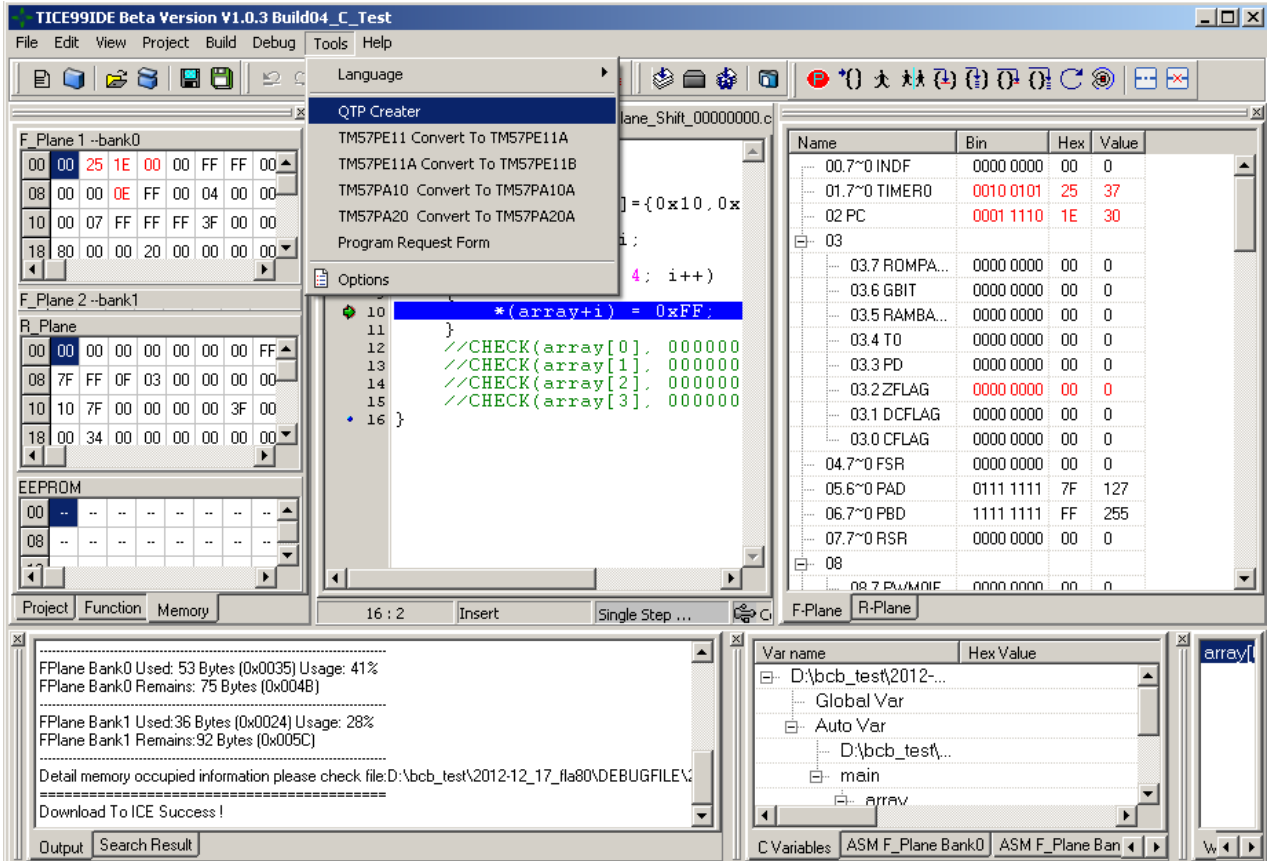 TICE99IDE Beta Version V1.0.3 Build04_C_Test
File Edit View Project Build Debug Tools Help
Language
QTP Creater
TM57PE11 Convert To TM57PE11A
TM57PE11A Convert To TM57PE11B
TM57PA10 Convert To TM57PA10A
TM57PA20 Convert To TM57PA20A
Program Request Form
Options
F_Plane 1 --bank0
00 00 25 1E 00 00 FF FF 00
08 00 00 0E FF 00 04 00 00
10 00 07 FF FF FF 3F 00 00
18 80 00 00 20 00 00 00 00
F_Plane 2 --bank1
R_Plane
00 00 00 00 00 00 00 00 FF
08 7F FF 0F 03 00 00 00 00
10 10 7F 00 00 00 00 3F 00
18 00 34 00 00 00 00 00 00
EEPROM
00 -- -- -- -- -- -- -- --
08 -- -- -- -- -- -- -- --
Project Function Memory
lane_Shift_00000000.c
]={0x10,0x
i;
4; i++)
10 *(array+i) = 0xFF;
11 }
12 //CHECK(array[0], 000000
13 //CHECK(array[1], 000000
14 //CHECK(array[2], 000000
15 //CHECK(array[3], 000000
16 }
16 : 2 Insert Single Step ...
Name Bin Hex Value
00.7~0 INDF 0000 0000 00 0
01.7~0 TIMER0 0010 0101 25 37
02 PC 0001 1110 1E 30
03
03.7 ROMPA... 0000 0000 00 0
03.6 GBIT 0000 0000 00 0
03.5 RAMBA... 0000 0000 00 0
03.4 TO 0000 0000 00 0
03.3 PD 0000 0000 00 0
03.2 ZFLAG 0000 0000 00 0
03.1 DCFLAG 0000 0000 00 0
03.0 CFLAG 0000 0000 00 0
04.7~0 FSR 0000 0000 00 0
05.6~0 PAD 0111 1111 7F 127
06.7~0 PBD 1111 1111 FF 255
07.7~0 RSR 0000 0000 00 0
08
08.7 PWM0IE 0000 0000 00 0
F-Plane R-Plane
FPlane Bank0 Used: 53 Bytes (0x0035) Usage: 41%
FPlane Bank0 Remains: 75 Bytes (0x004B)
FPlane Bank1 Used:36 Bytes (0x0024) Usage: 28%
FPlane Bank1 Remains:92 Bytes (0x005C)
Detail memory occupied information please check file:D:\bcb_test\2012-12_17_fla80\DEBUGFILE\2
==========================================
Download To ICE Success !
Output Search Result
Var name Hex Value
D:\bcb_test\2012-...
Global Var
Auto Var
D:\bcb_test\...
main
array
C Variables ASM F_Plane Bank0 ASM F_Plane Ban
array[